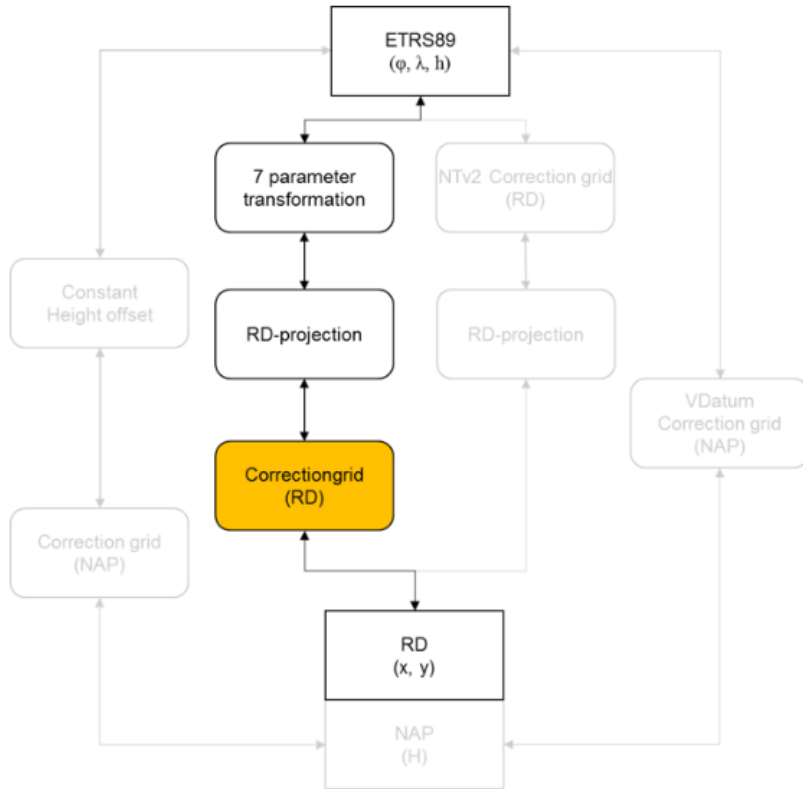 ETRS89
(φ, λ, h)
7 parameter
transformation
NTv2 Correction grid
(RD)
Constant
Height offset
RD-projection
RD-projection
VDatum
Correction grid
(NAP)
Correctiongrid
(RD)
Correction grid
(NAP)
RD
(x, y)
NAP
(H)